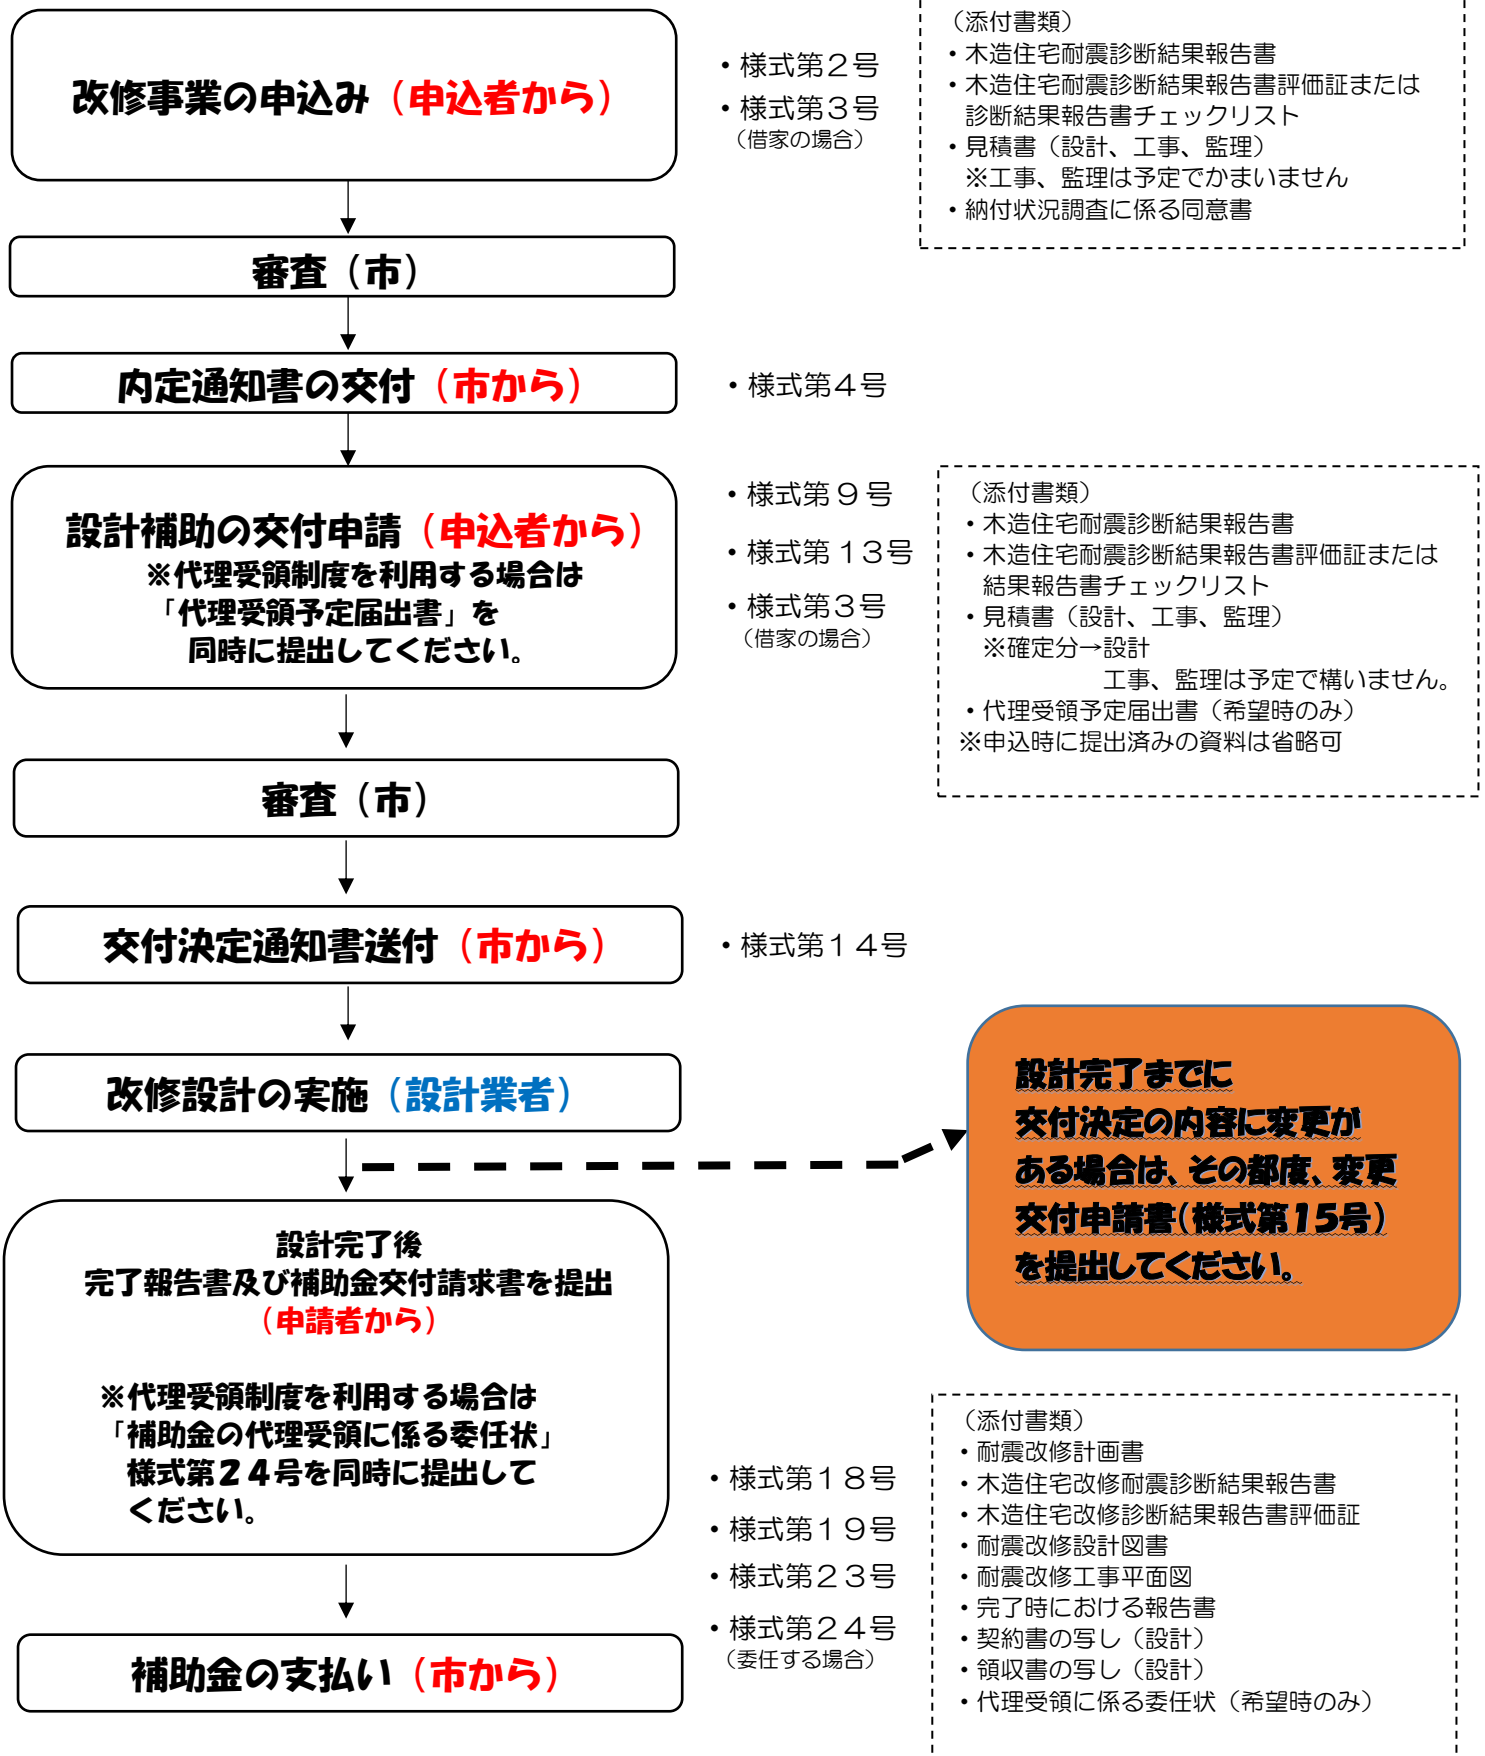 改修事業の申込み（申込者から）
・様式第２号
・様式第３号
（借家の場合）
（添付書類）
・木造住宅耐震診断結果報告書
・木造住宅耐震診断結果報告書評価証または
診断結果報告書チェックリスト
・見積書（設計、工事、監理）
※工事、監理は予定でかまいません
・納付状況調査に係る同意書
審査（市）
内定通知書の交付（市から）
・様式第４号
設計補助の交付申請（申込者から）
※代理受領制度を利用する場合は
「代理受領予定届出書」を
同時に提出してください。
・様式第９号
・様式第13号
・様式第３号
（借家の場合）
（添付書類）
・木造住宅耐震診断結果報告書
・木造住宅耐震診断結果報告書評価証または
結果報告書チェックリスト
・見積書（設計、工事、監理）
※確定分→設計
工事、監理は予定で構いません。
・代理受領予定届出書（希望時のみ）
※申込時に提出済みの資料は省略可
審査（市）
交付決定通知書送付（市から）
・様式第１４号
改修設計の実施（設計業者）
設計完了までに
交付決定の内容に変更が
ある場合は、その都度、変更
交付申請書（様式第15号）
を提出してください。
設計完了後
完了報告書及び補助金交付請求書を提出
（申請者から）
※代理受領制度を利用する場合は
「補助金の代理受領に係る委任状」
様式第２４号を同時に提出して
ください。
・様式第１８号
・様式第１９号
・様式第２３号
・様式第２４号
（委任する場合）
（添付書類）
・耐震改修計画書
・木造住宅改修耐震診断結果報告書
・木造住宅改修診断結果報告書評価証
・耐震改修設計図書
・耐震改修工事平面図
・完了時における報告書
・契約書の写し（設計）
・領収書の写し（設計）
・代理受領に係る委任状（希望時のみ）
補助金の支払い（市から）